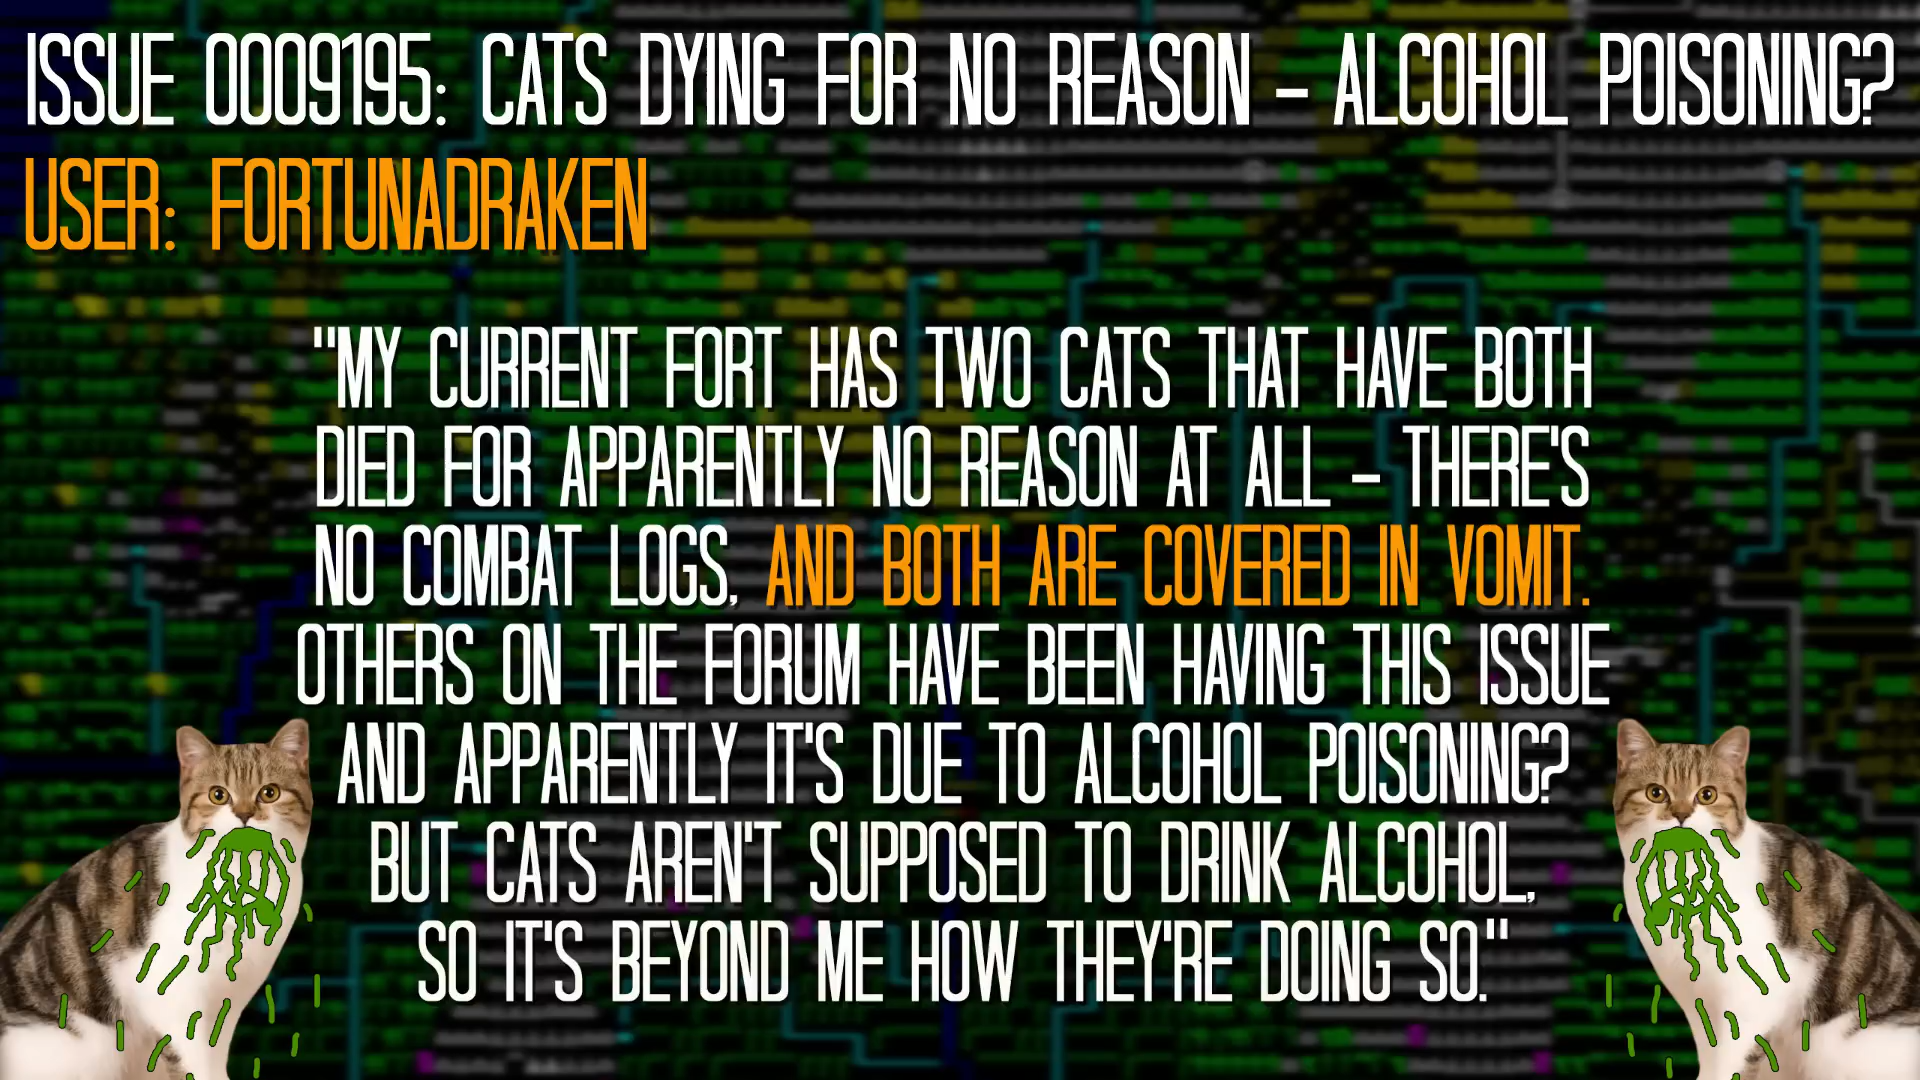 ISSUE 0009195: CATS DYING FOR NO REASON - ALCOHOL POISONING?
USER: FORTUNADRAKEN
"MY CURRENT FORT HAS TWO CATS THAT HAVE BOTH
DIED FOR APPARENTLY NO REASON AT ALL - THERE'S
NO COMBAT LOGS, AND BOTH ARE COVERED IN VOMIT.
OTHERS ON THE FORUM HAVE BEEN HAVING THIS ISSUE
AND APPARENTLY IT'S DUE TO ALCOHOL POISONING?
BUT CATS AREN'T SUPPOSED TO DRINK ALCOHOL,
SO IT'S BEYOND ME HOW THEY'RE DOING SO."